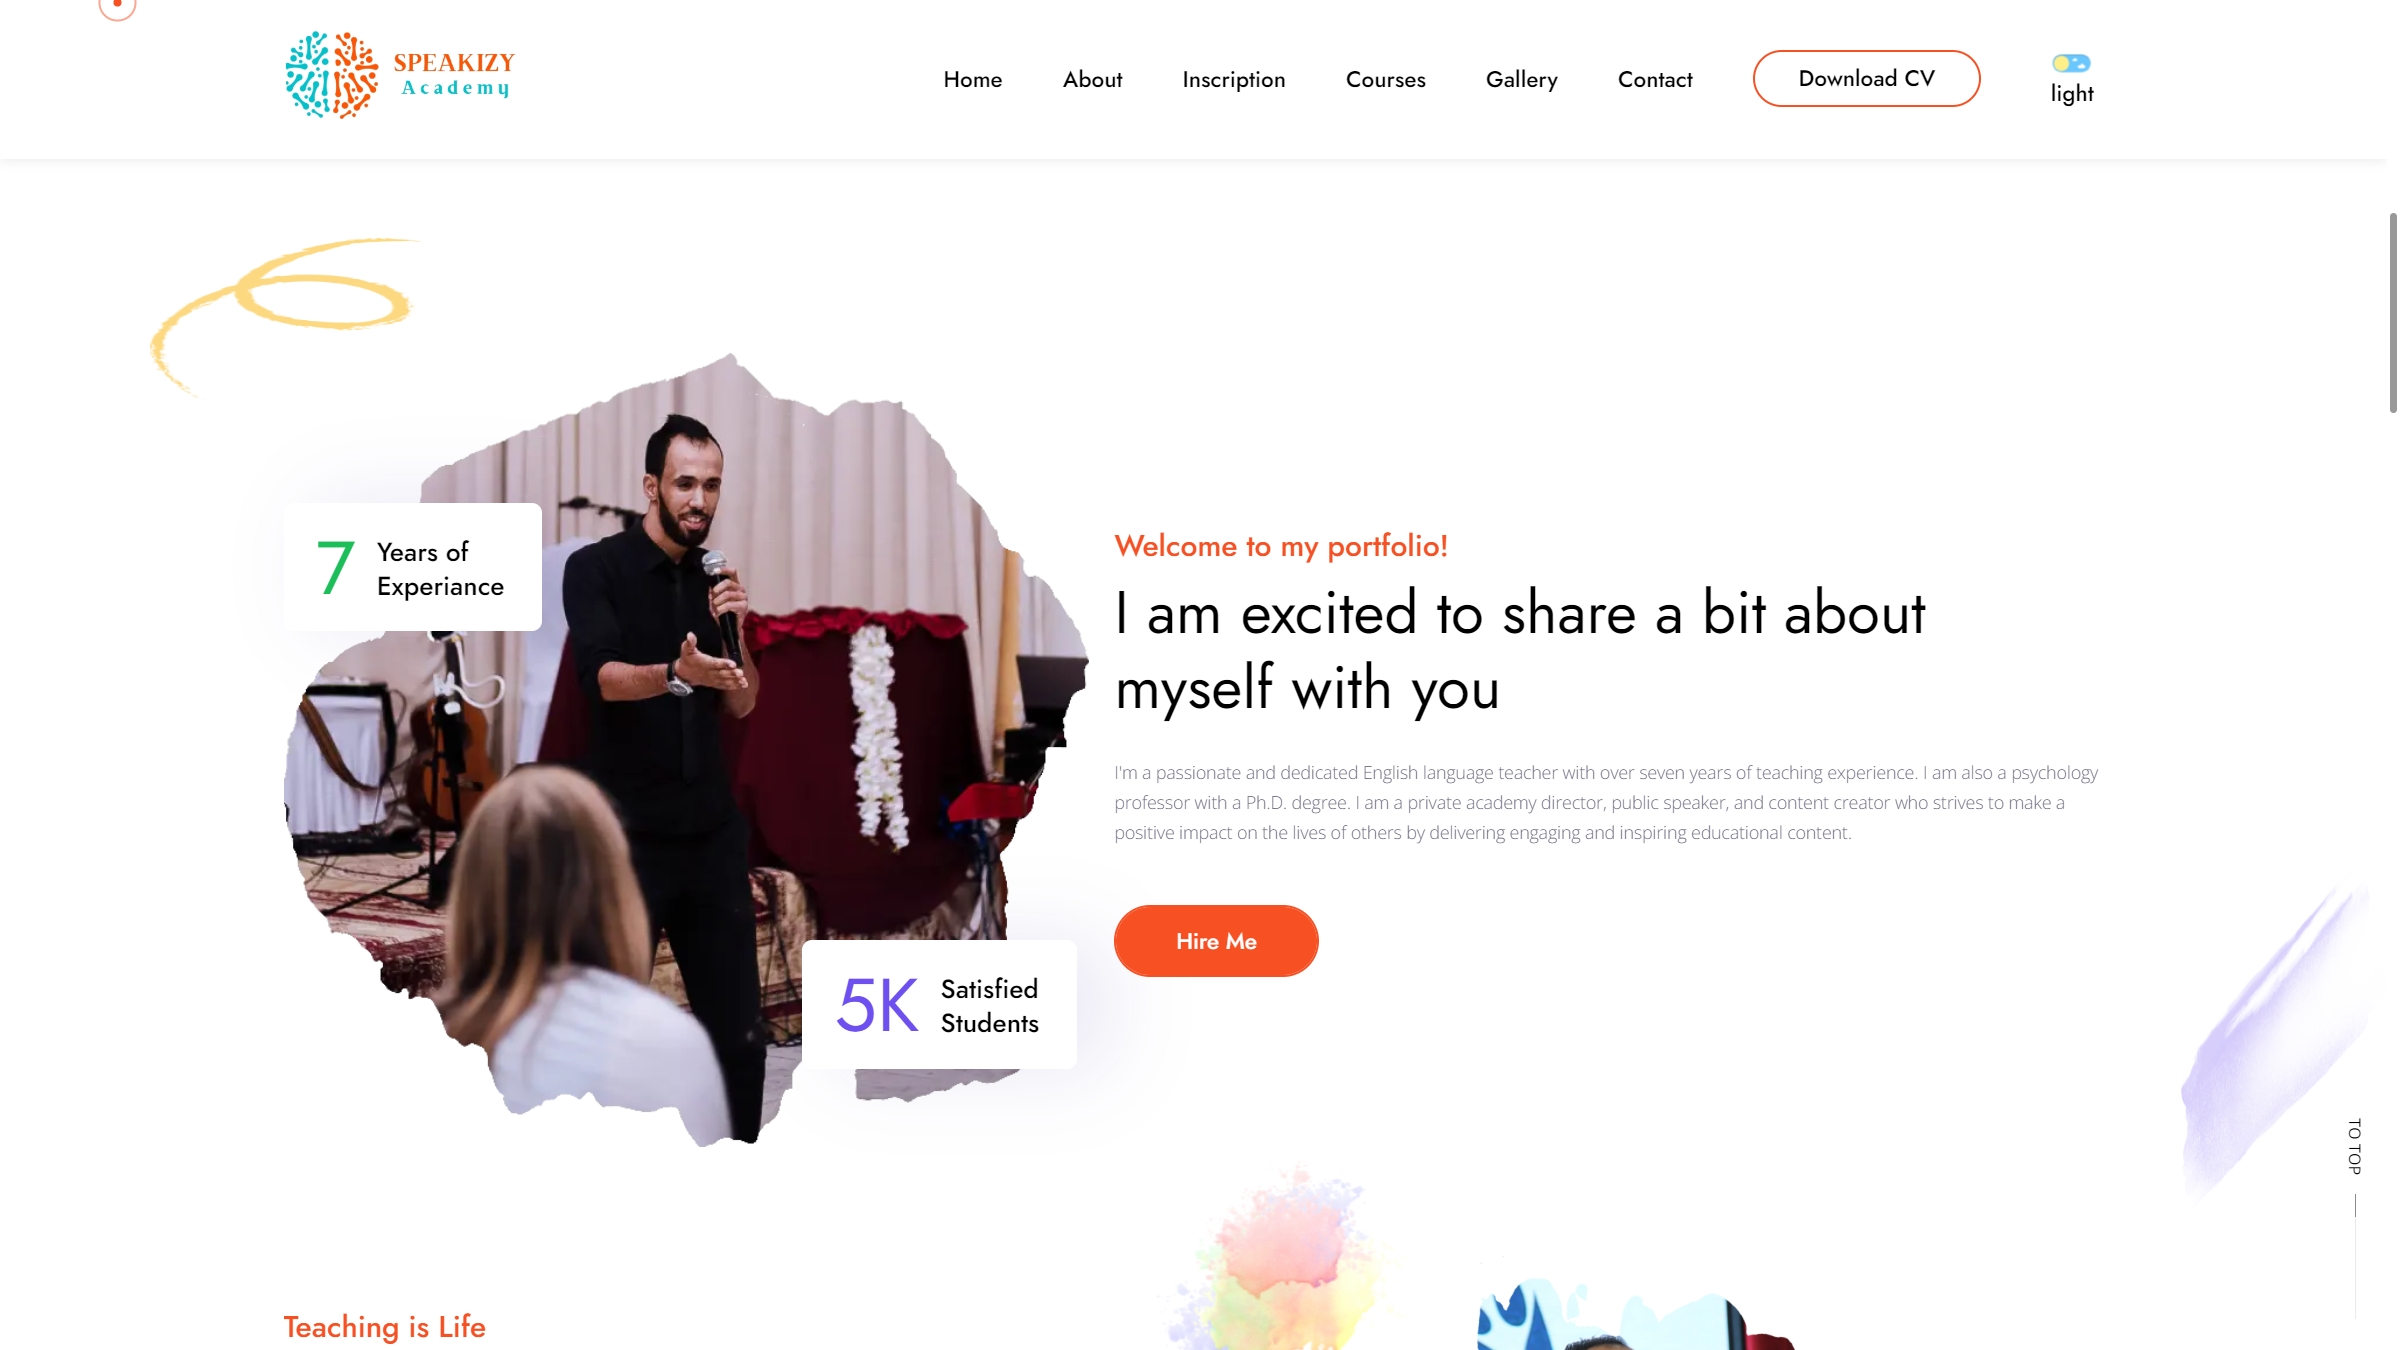 SPEAKIZY
Academy
Home
About
Inscription
Courses
Gallery
Contact
Download CV
light
7
Years of
Experiance
Welcome to my portfolio!
I am excited to share a bit about
myself with you
I'm a passionate and dedicated English language teacher with over seven years of teaching experience. I am also a psychology
professor with a Ph.D. degree. I am a private academy director, public speaker, and content creator who strives to make a
positive impact on the lives of others by delivering engaging and inspiring educational content.
Hire Me
5K
Satisfied
Students
TO TOP
Teaching is Life